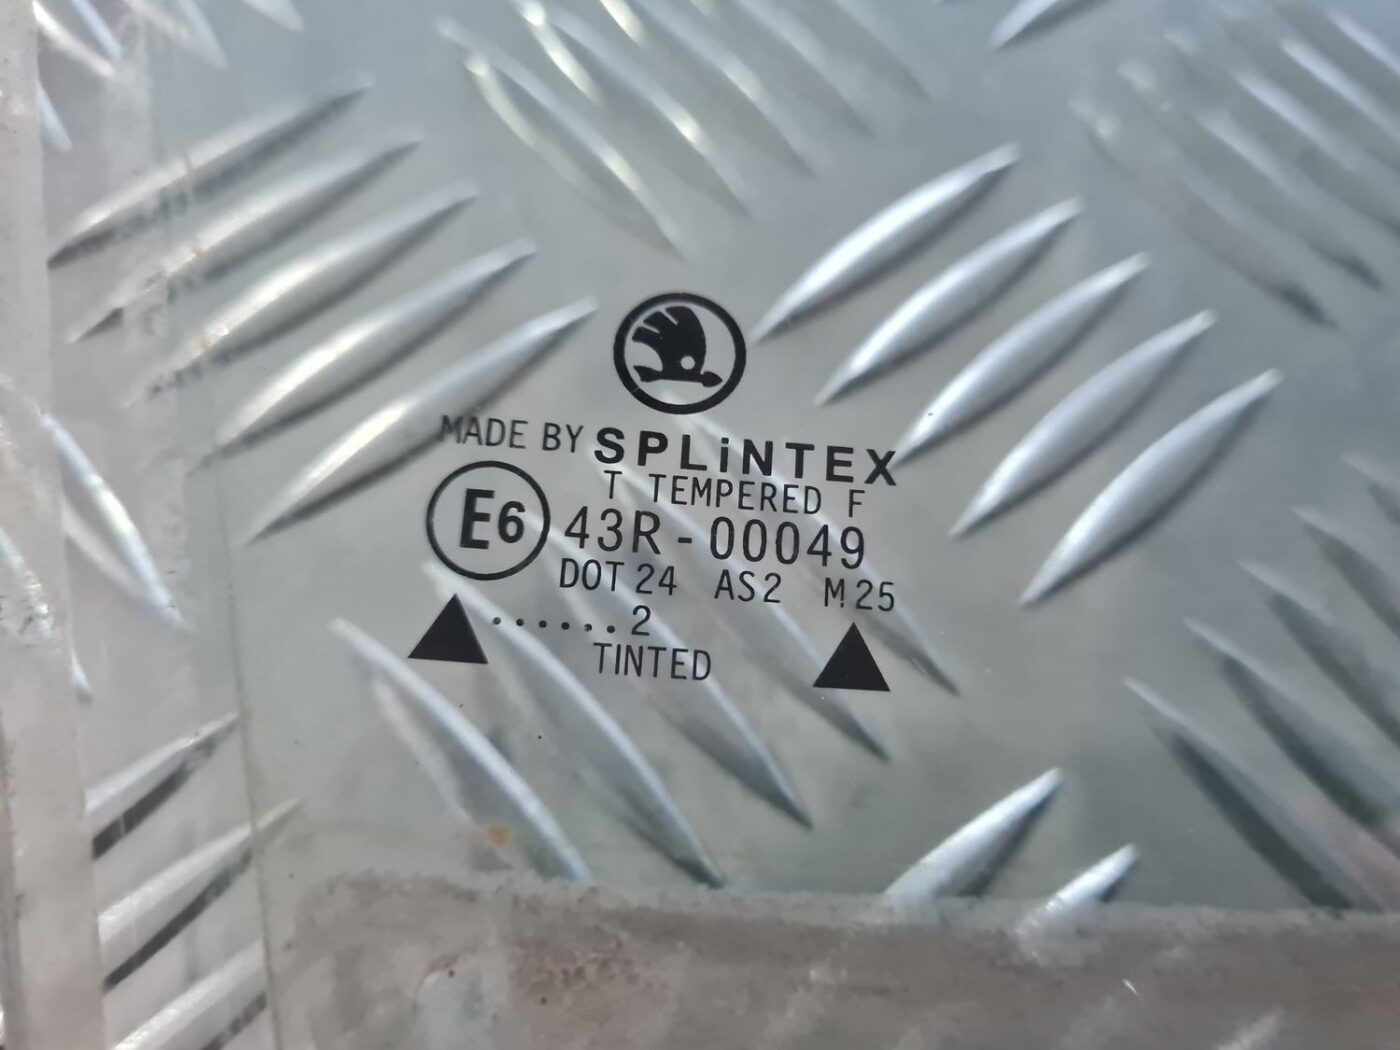 MADE BY SPLiNTEX
T TEMPERED F
E6 43R-00049
DOT 24 AS2 M25
......2
TINTED